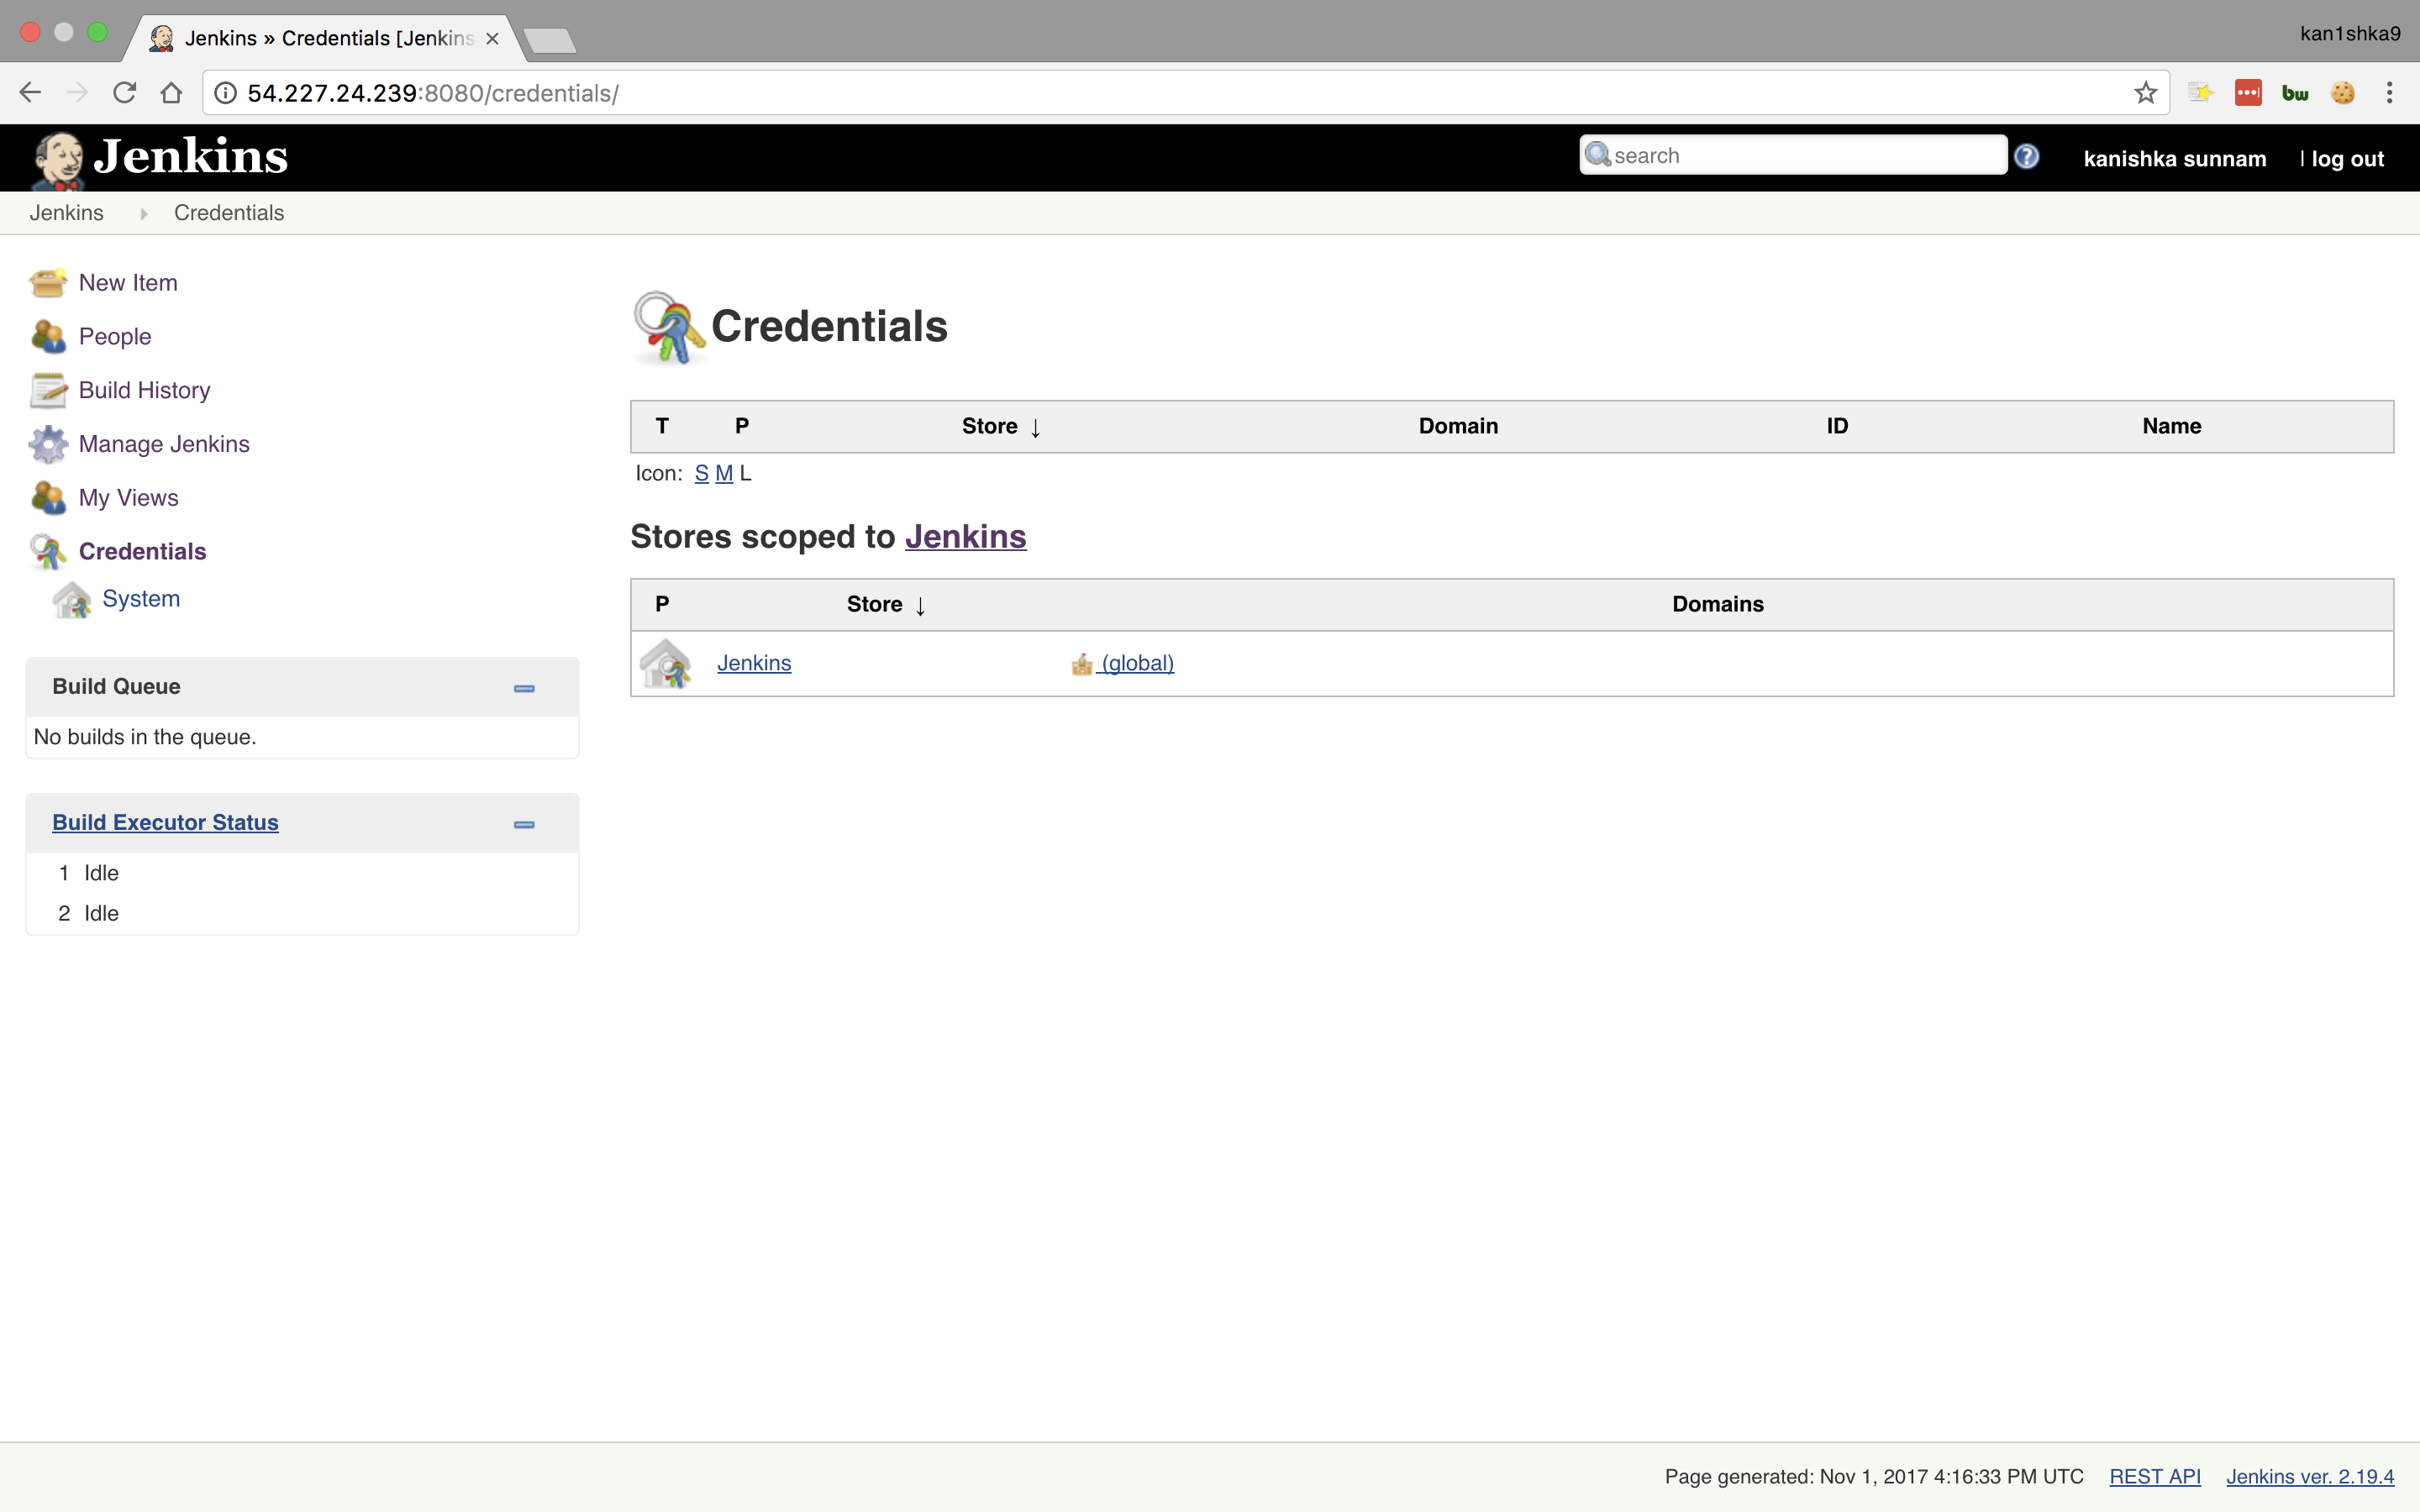 Jenkins » Credentials [Jenkins
kan1shka9
54.227.24.239:8080/credentials/
bw
Jenkins
search
kanishka sunnam
| log out
Jenkins
Credentials
New Item
People
Build History
Manage Jenkins
My Views
Credentials
System
Build Queue
No builds in the queue.
Build Executor Status
1 Idle
2 Idle
Credentials
T P Store ↓ Domain ID Name
Icon: S M L
Stores scoped to Jenkins
P Store ↓ Domains
Jenkins (global)
Page generated: Nov 1, 2017 4:16:33 PM UTC REST API Jenkins ver. 2.19.4